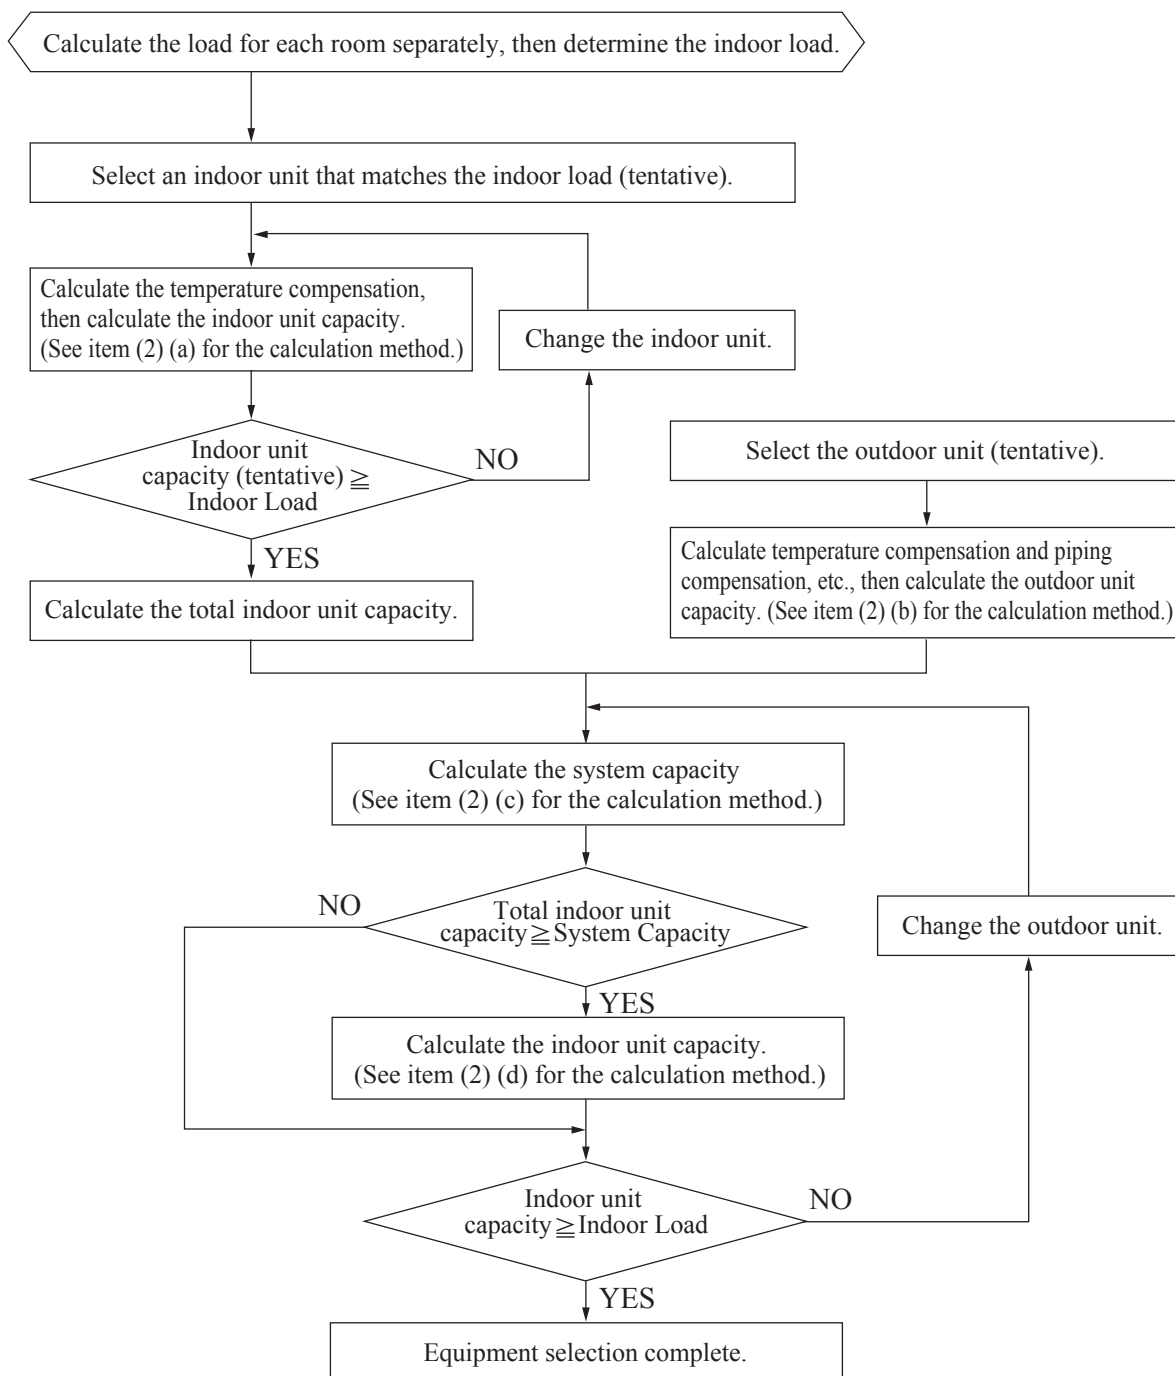 Calculate the load for each room separately, then determine the indoor load.
Select an indoor unit that matches the indoor load (tentative).
Calculate the temperature compensation,
then calculate the indoor unit capacity.
(See item (2) (a) for the calculation method.)
Change the indoor unit.
Indoor unit
capacity (tentative) ≧
Indoor Load
NO
YES
Calculate the total indoor unit capacity.
Select the outdoor unit (tentative).
Calculate temperature compensation and piping
compensation, etc., then calculate the outdoor unit
capacity. (See item (2) (b) for the calculation method.)
Calculate the system capacity
(See item (2) (c) for the calculation method.)
NO
Total indoor unit
capacity≧System Capacity
Change the outdoor unit.
YES
Calculate the indoor unit capacity.
(See item (2) (d) for the calculation method.)
Indoor unit
capacity≧Indoor Load
NO
YES
Equipment selection complete.